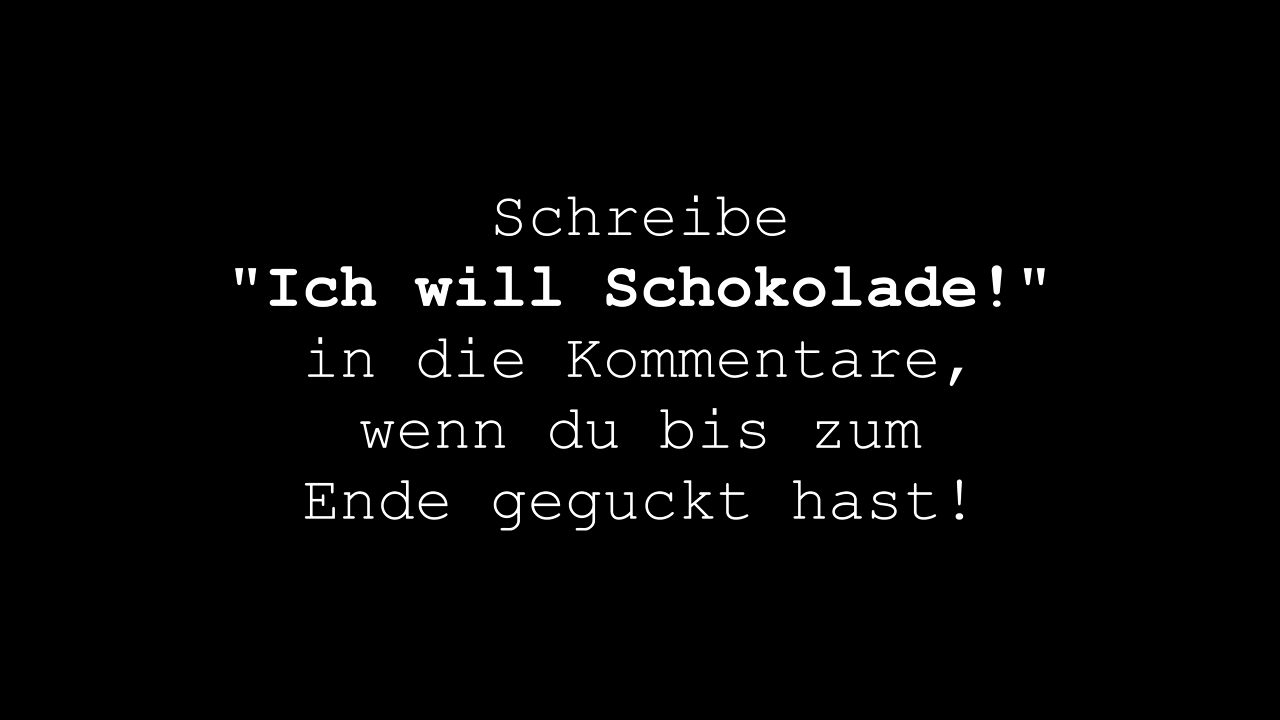 Schreibe
"Ich will Schokolade!"
in die Kommentare,
wenn du bis zum
Ende geguckt hast!